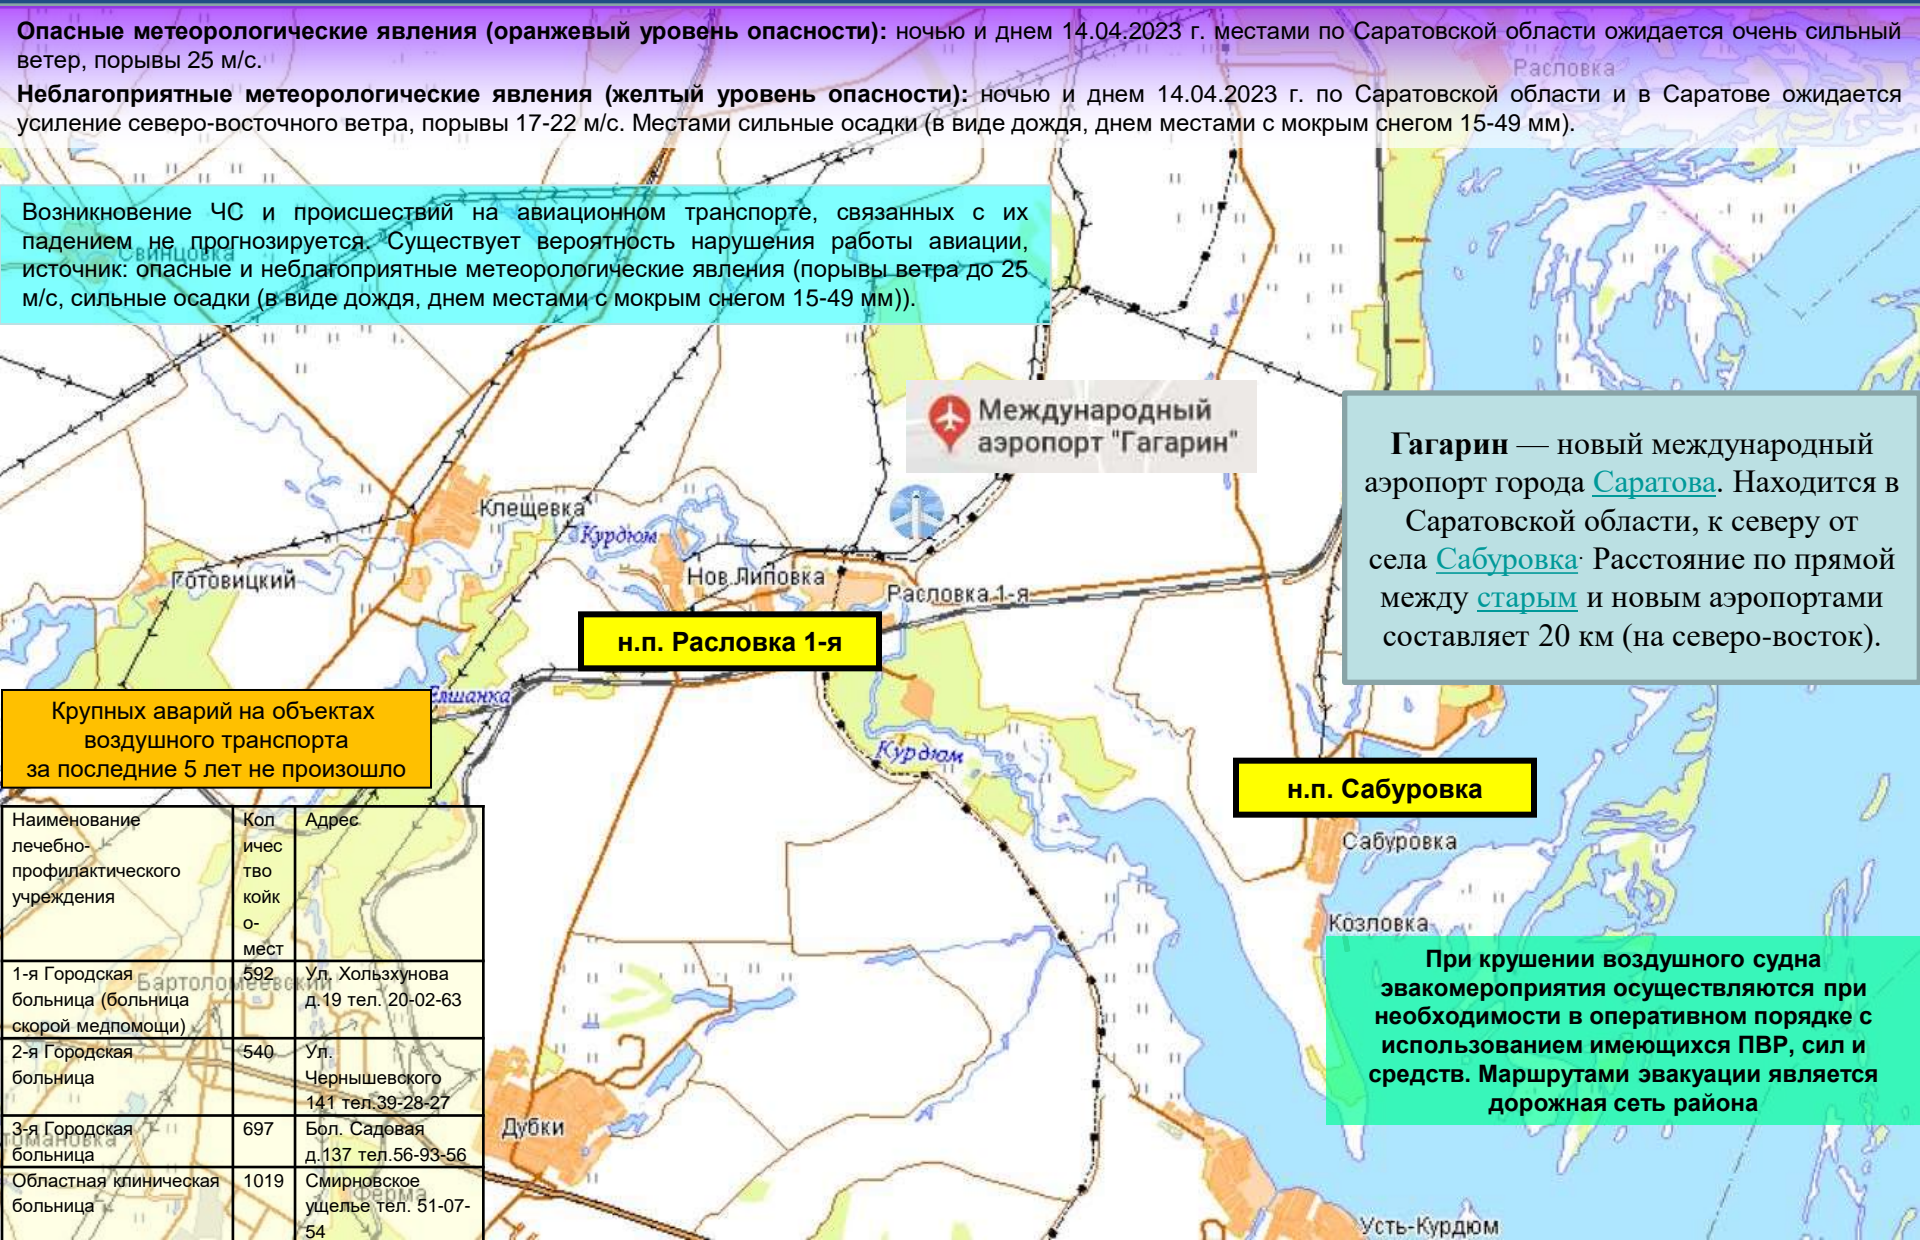 Опасные метеорологические явления (оранжевый уровень опасности): ночью и днем 14.04.2023 г. местами по Саратовской области ожидается очень сильный
ветер, порывы 25 м/с.
Неблагоприятные метеорологические явления (желтый уровень опасности): ночью и днем 14.04.2023 г. по Саратовской области и в Саратове ожидается
усиление северо-восточного ветра, порывы 17-22 м/с. Местами сильные осадки (в виде дождя, днем местами с мокрым снегом 15-49 мм).
Расловка
Возникновение ЧС и происшествий на авиационном транспорте, связанных с их
падением не прогнозируется. Существует вероятность нарушения работы авиации,
источник: опасные и неблагоприятные метеорологические явления (порывы ветра до 25
м/с, сильные осадки (в виде дождя, днем местами с мокрым снегом 15-49 мм)).
Свинцовка
Международный
аэропорт "Гагарин"
Гагарин — новый международный
аэропорт города Саратова. Находится в
Саратовской области, к северу от
села Сабуровка. Расстояние по прямой
между старым и новым аэропортами
составляет 20 км (на северо-восток).
Клещевка
Курдюм
Готовицкий
Нов.Липовка
Расловка 1-я
н.п. Расловка 1-я
Елшанка
Крупных аварий на объектах
воздушного транспорта
за последние 5 лет не произошло
Курдюм
н.п. Сабуровка
Сабуровка
Козловка
Наименование
лечебно-
профилактического
учреждения
Кол
ичес
тво
койк
о-
мест
Адрес
1-я Городская
больница (больница
скорой медпомощи)
592
Ул. Хользхунова
д.19 тел. 20-02-63
Бартоломеевский
2-я Городская
больница
540
Ул.
Чернышевского
141 тел.39-28-27
3-я Городская
больница
697
Бол. Садовая
д.137 тел.56-93-56
Областная клиническая
больница
1019
Смирновское
ущелье тел. 51-07-
54
Ферма
При крушении воздушного судна
эвакомероприятия осуществляются при
необходимости в оперативном порядке с
использованием имеющихся ПВР, сил и
средств. Маршрутами эвакуации является
дорожная сеть района
Дубки
Усть-Курдюм